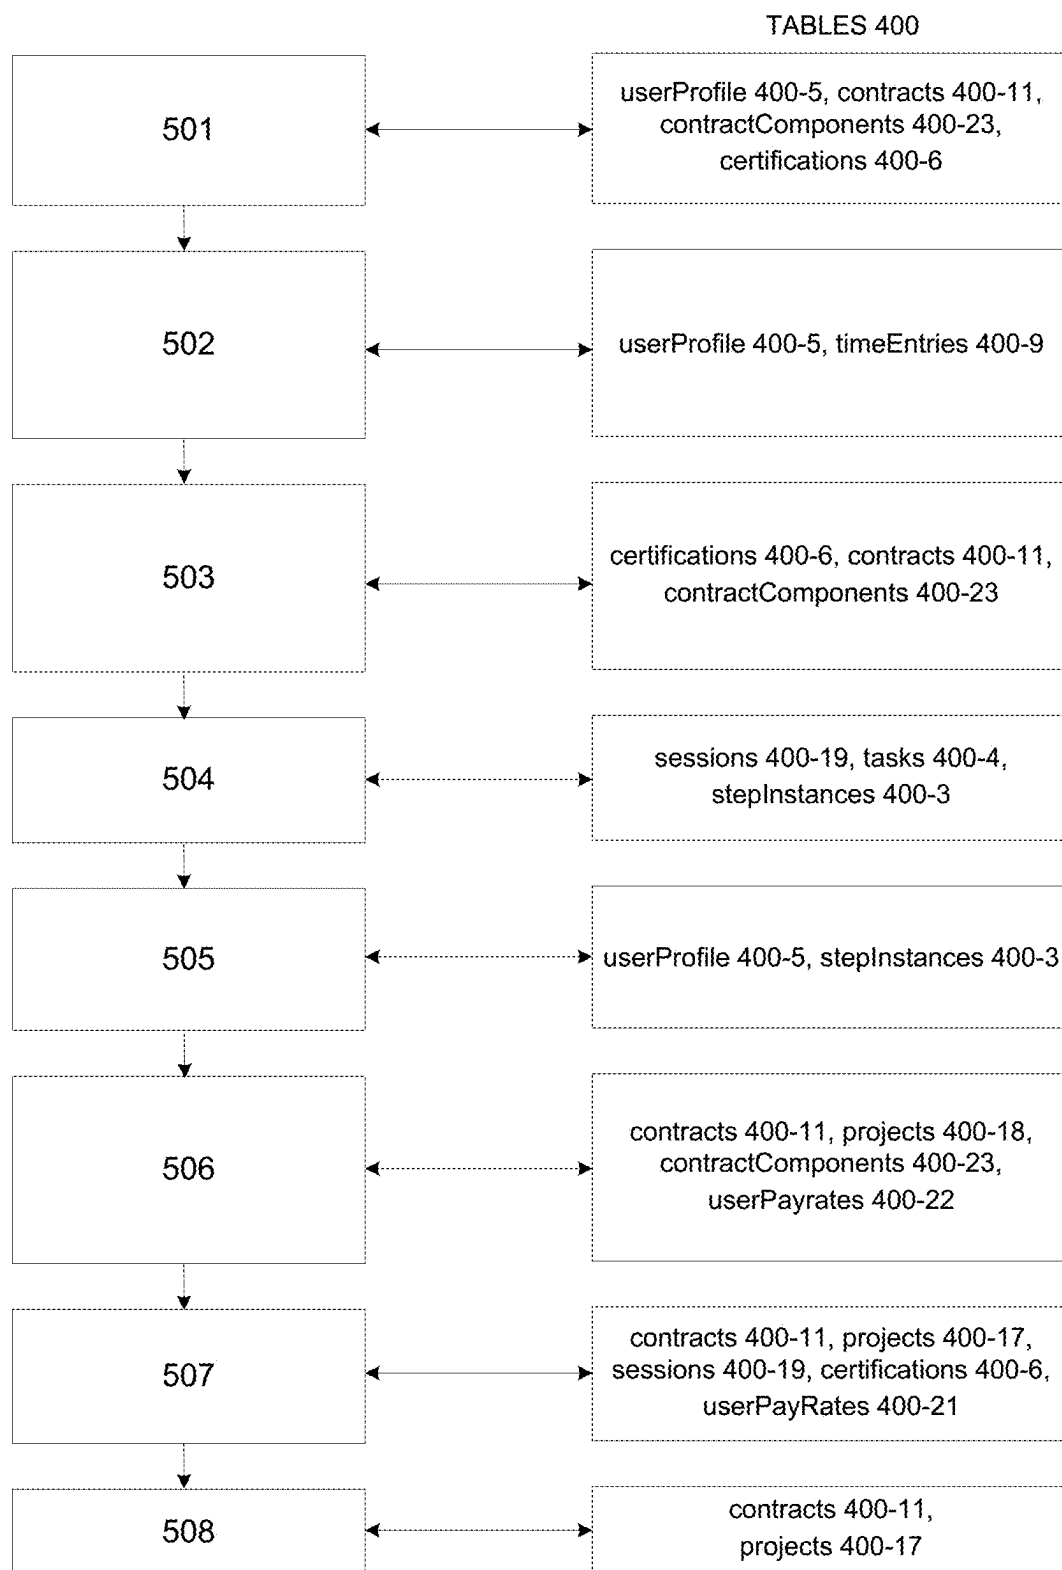 TABLES 400
501
userProfile 400-5, contracts 400-11,
contractComponents 400-23,
certifications 400-6
502
userProfile 400-5, timeEntries 400-9
503
certifications 400-6, contracts 400-11,
contractComponents 400-23
504
sessions 400-19, tasks 400-4,
stepInstances 400-3
505
userProfile 400-5, stepInstances 400-3
506
contracts 400-11, projects 400-18,
contractComponents 400-23,
userPayrates 400-22
507
contracts 400-11, projects 400-17,
sessions 400-19, certifications 400-6,
userPayRates 400-21
508
contracts 400-11,
projects 400-17